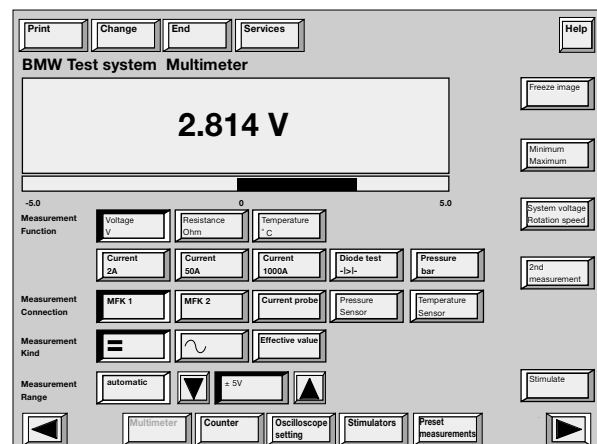 Print Change End Services Help
BMW Test system Multimeter
2.814 V
Freeze image
Minimum
Maximum
-5.0 0 5.0
System voltage
Rotation speed
Measurement
Function
Voltage
V
Resistance
Ohm
Temperature
° C
Current
2A
Current
50A
Current
1000A
Diode test
-l>l-
Pressure
bar
2nd
measurement
Measurement
Connection
MFK 1
MFK 2
Current probe
Pressure
Sensor
Temperature
Sensor
Measurement
Kind
=
Effective value
Measurement
Range
automatic
± 5V
Stimulate
Multimeter
Counter
Oscilloscope
setting
Stimulators
Preset
measurements